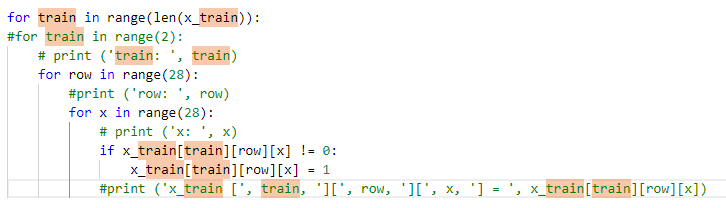 for train in range(len(x_train)):
#for train in range(2):
    # print ('train: ', train)
    for row in range(28):
        #print ('row: ', row)
        for x in range(28):
            # print ('x: ', x)
            if x_train[train][row][x] != 0:
                x_train[train][row][x] = 1
            #print ('x_train [', train, '][', row, '][', x, '] = ', x_train[train][row][x])